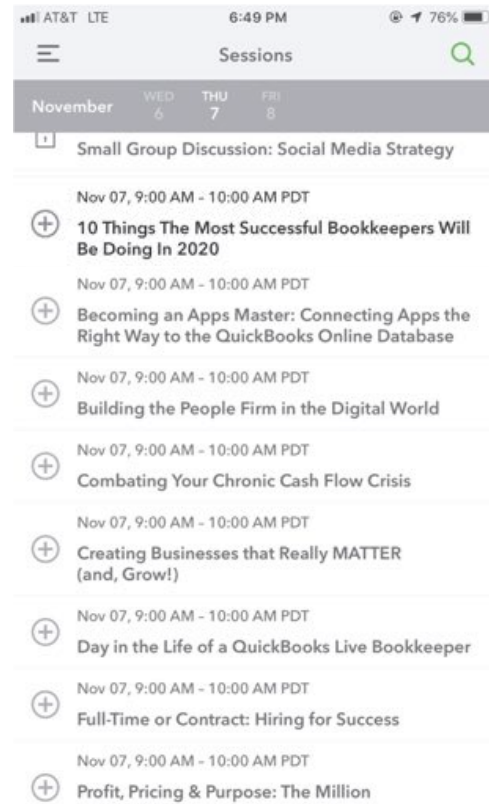 AT&T LTE 6:49 PM 76%
Sessions
November WED 6 THU 7 FRI 8
Small Group Discussion: Social Media Strategy
Nov 07, 9:00 AM - 10:00 AM PDT
10 Things The Most Successful Bookkeepers Will
Be Doing In 2020
Nov 07, 9:00 AM - 10:00 AM PDT
Becoming an Apps Master: Connecting Apps the
Right Way to the QuickBooks Online Database
Nov 07, 9:00 AM - 10:00 AM PDT
Building the People Firm in the Digital World
Nov 07, 9:00 AM - 10:00 AM PDT
Combating Your Chronic Cash Flow Crisis
Nov 07, 9:00 AM - 10:00 AM PDT
Creating Businesses that Really MATTER
(and, Grow!)
Nov 07, 9:00 AM - 10:00 AM PDT
Day in the Life of a QuickBooks Live Bookkeeper
Nov 07, 9:00 AM - 10:00 AM PDT
Full-Time or Contract: Hiring for Success
Nov 07, 9:00 AM - 10:00 AM PDT
Profit, Pricing & Purpose: The Million